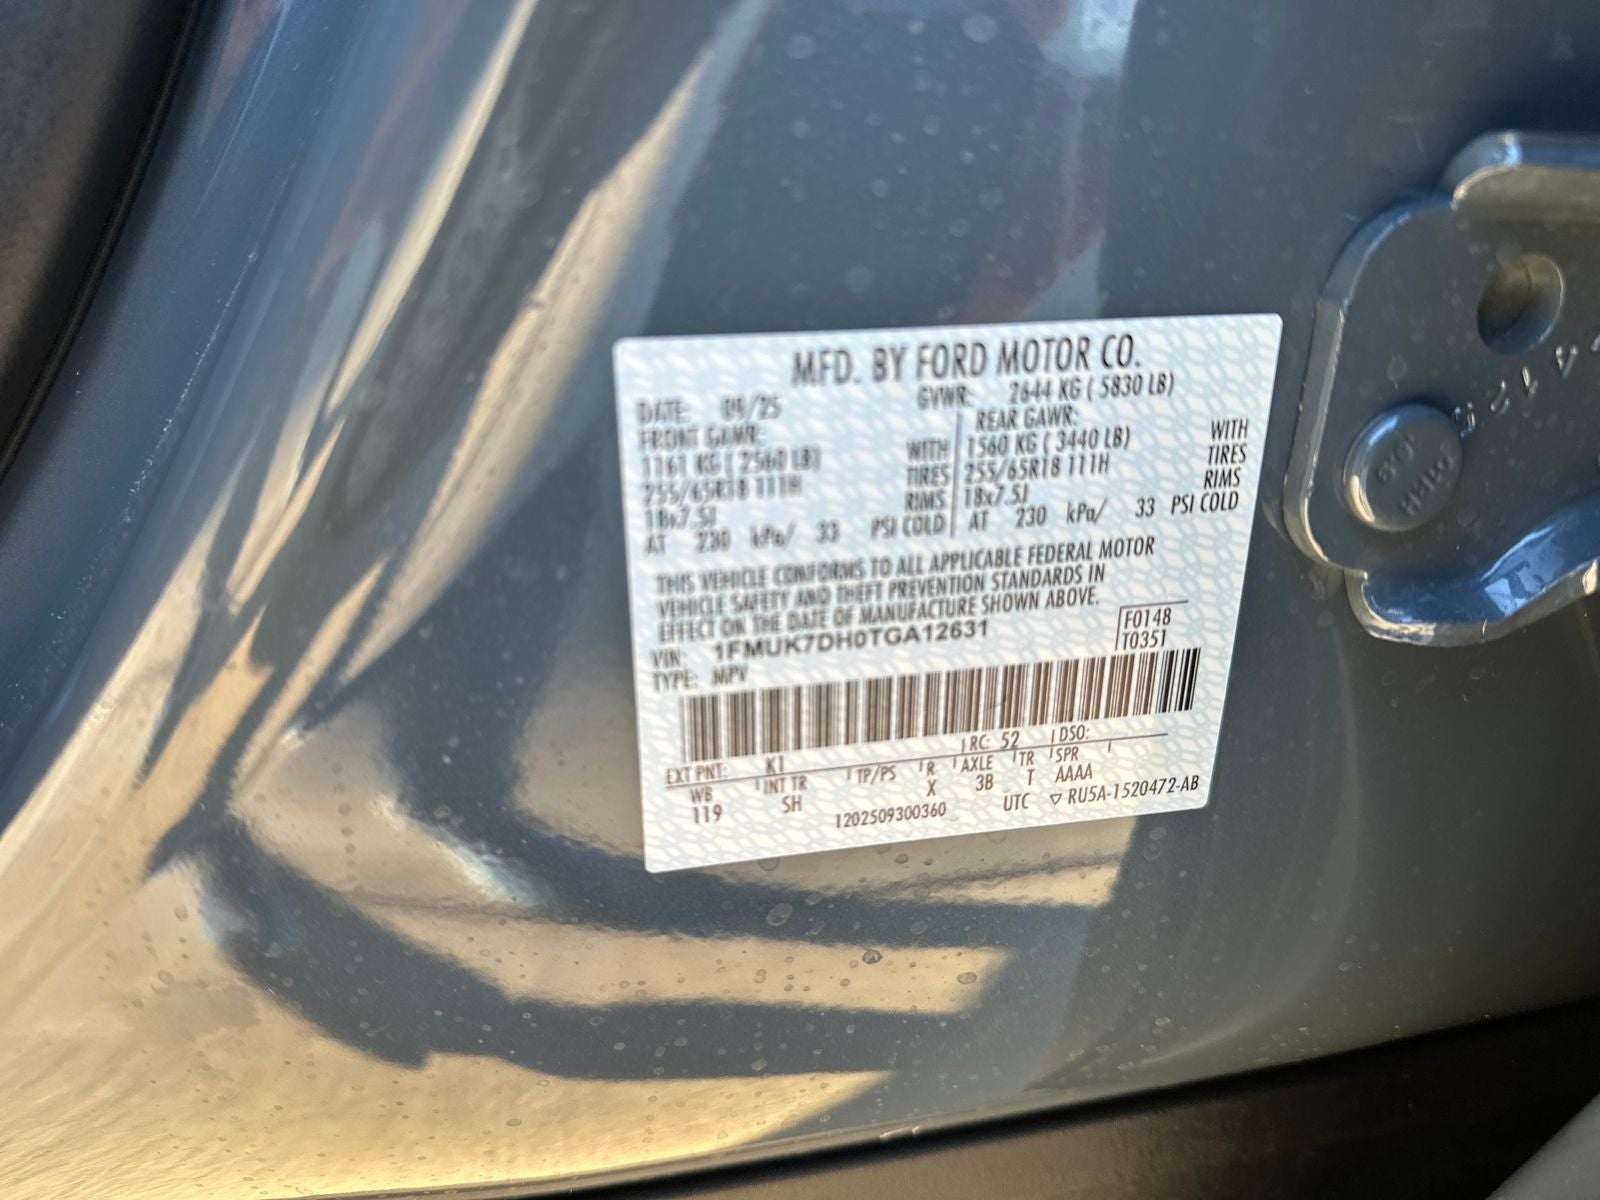 MFD. BY FORD MOTOR CO.
DATE: 09/25 GVWR: 2644 KG ( 5830 LB)
FRONT GAWR: REAR GAWR:
1161 KG ( 2560 LB) WITH 1560 KG ( 3440 LB) WITH
255/65R18 111H TIRES 255/65R18 111H TIRES
18x7.5J RIMS 18x7.5J RIMS
AT 230 kPa/ 33 PSI COLD AT 230 kPa/ 33 PSI COLD
THIS VEHICLE CONFORMS TO ALL APPLICABLE FEDERAL MOTOR
VEHICLE SAFETY AND THEFT PREVENTION STANDARDS IN
EFFECT ON THE DATE OF MANUFACTURE SHOWN ABOVE.
VIN: 1FMUK7DH0TGA12631 F0148
TYPE: MPV T0351
EXT PNT: K1 RC: 52 DSO:
WB INT TR TP/PS R AXLE TR SPR
119 SH X 3B T AAAA
1202509300360 UTC ▽ RU5A-1520472-AB